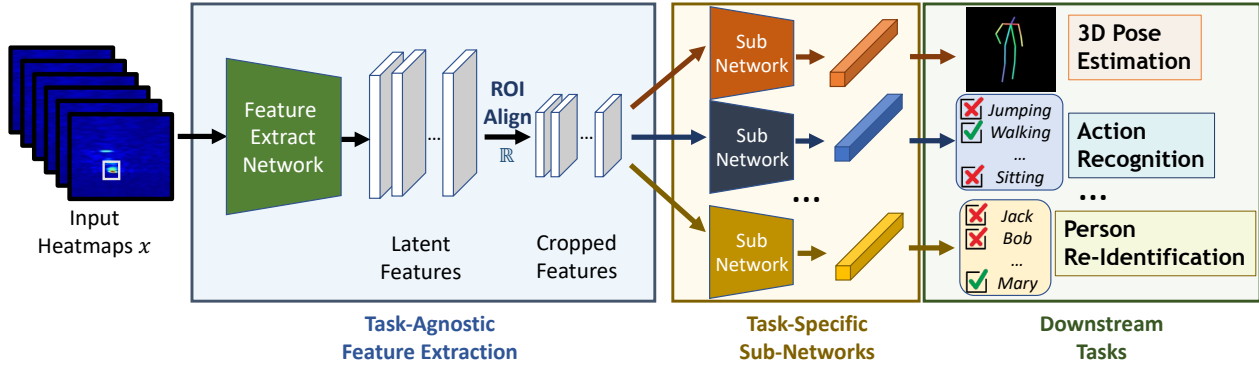 Input
Heatmaps x
Feature
Extract
Network
...
Latent
Features
ROI
Align
ℝ
...
Cropped
Features
Task-Agnostic
Feature Extraction
Sub
Network
Sub
Network
...
Sub
Network
Task-Specific
Sub-Networks
3D Pose
Estimation
Jumping
Walking
...
Sitting
Action
Recognition
...
Jack
Bob
...
Mary
Person
Re-Identification
Downstream
Tasks